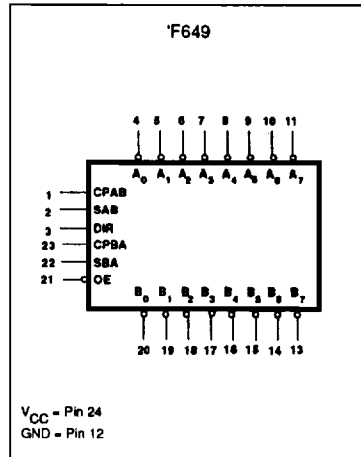 'F649
4 5 6 7 8 9 10 11
A0 A1 A2 A3 A4 A5 A6 A7
1 CPAB
2 SAB
3 DIR
23 CPBA
22 SBA
21 OE
B0 B1 B2 B3 B4 B5 B6 B7
20 19 18 17 16 15 14 13
VCC = Pin 24
GND = Pin 12